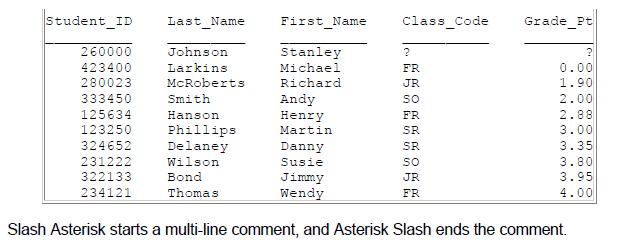 Student_ID Last_Name First_Name Class_Code Grade_Pt
260000 Johnson Stanley ? ?
423400 Larkins Michael FR 0.00
280023 McRoberts Richard JR 1.90
333450 Smith Andy SO 2.00
125634 Hanson Henry FR 2.88
123250 Phillips Martin SR 3.00
324652 Delaney Danny SR 3.35
231222 Wilson Susie SO 3.80
322133 Bond Jimmy JR 3.95
234121 Thomas Wendy FR 4.00
Slash Asterisk starts a multi-line comment, and Asterisk Slash ends the comment.